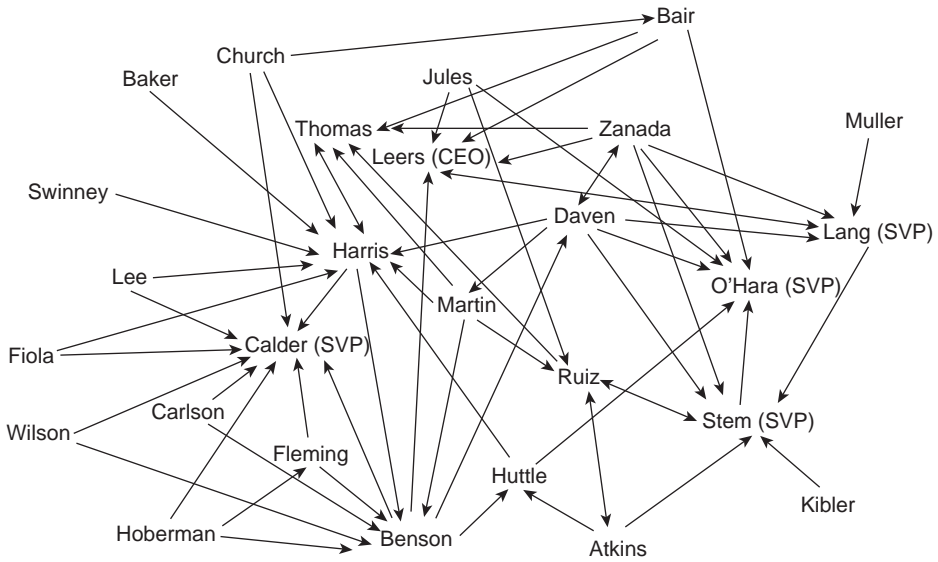 Bair
Church
Baker
Jules
Thomas
Zanada
Muller
Leers (CEO)
Swinney
Daven
Lang (SVP)
Harris
Lee
O'Hara (SVP)
Martin
Calder (SVP)
Fiola
Ruiz
Carlson
Stem (SVP)
Wilson
Fleming
Huttle
Kibler
Hoberman
Benson
Atkins